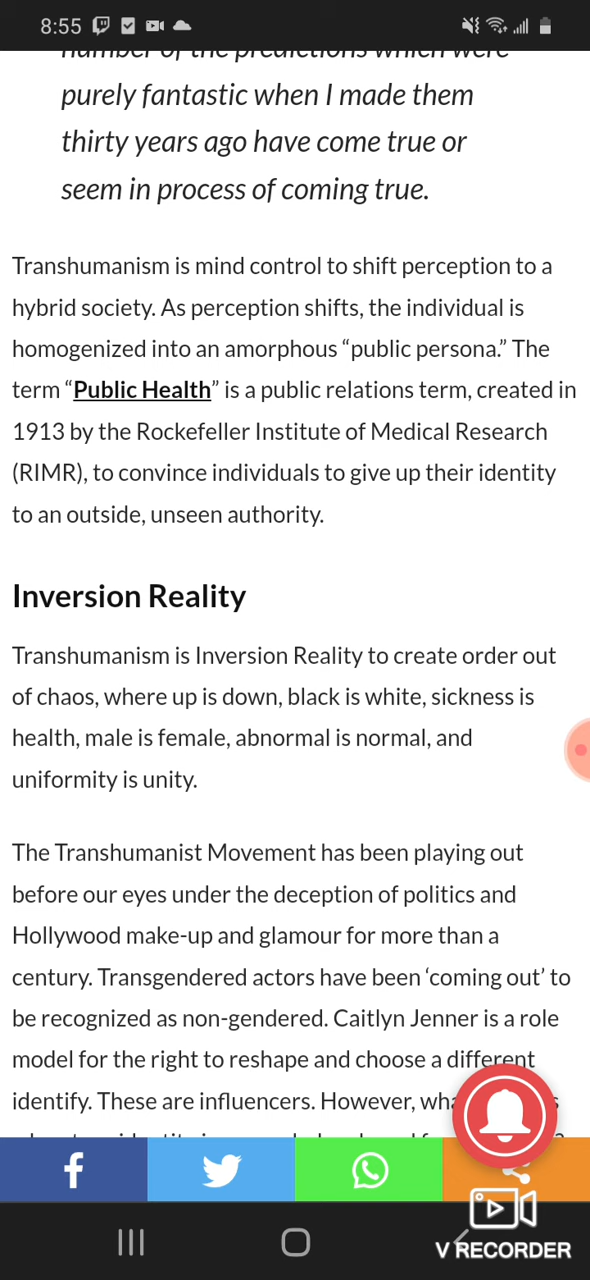 8:55
number of the predictions which were
purely fantastic when I made them
thirty years ago have come true or
seem in process of coming true.
Transhumanism is mind control to shift perception to a
hybrid society. As perception shifts, the individual is
homogenized into an amorphous “public persona.” The
term “Public Health” is a public relations term, created in
1913 by the Rockefeller Institute of Medical Research
(RIMR), to convince individuals to give up their identity
to an outside, unseen authority.
Inversion Reality
Transhumanism is Inversion Reality to create order out
of chaos, where up is down, black is white, sickness is
health, male is female, abnormal is normal, and
uniformity is unity.
The Transhumanist Movement has been playing out
before our eyes under the deception of politics and
Hollywood make-up and glamour for more than a
century. Transgendered actors have been ‘coming out’ to
be recognized as non-gendered. Caitlyn Jenner is a role
model for the right to reshape and choose a different
identify. These are influencers. However,
V RECORDER